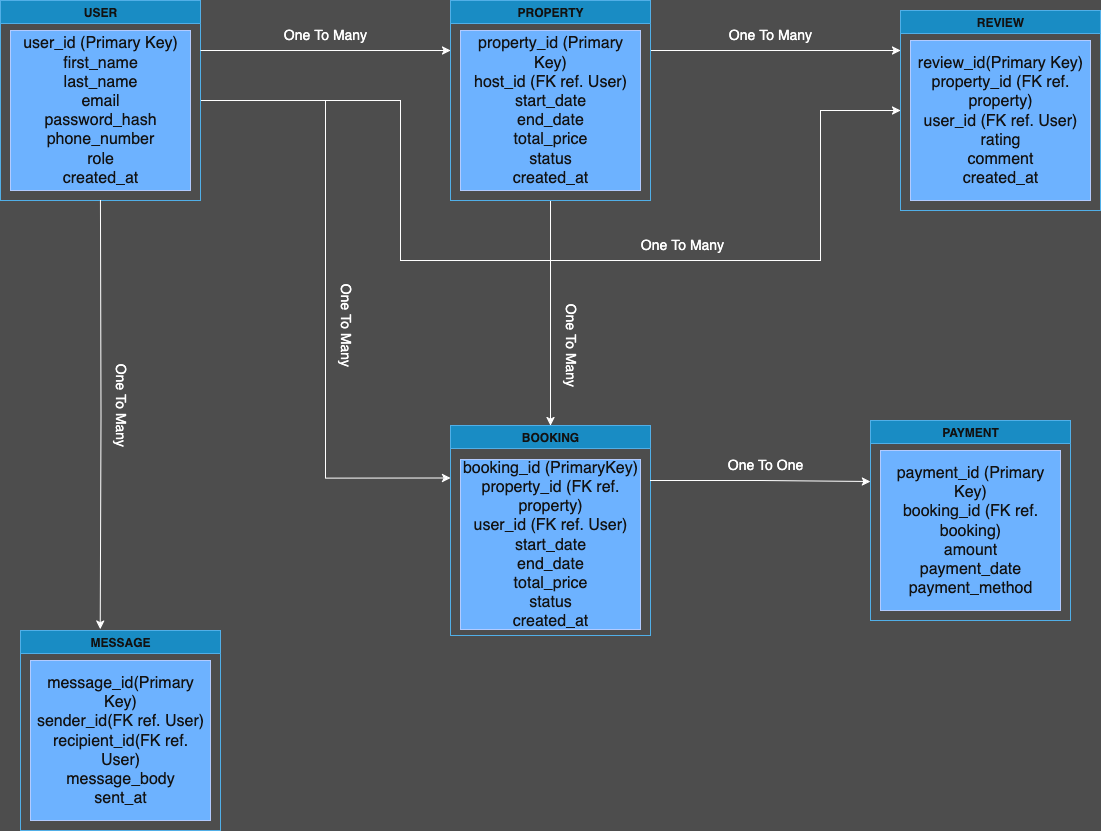 USER
user_id (Primary Key)
first_name
last_name
email
password_hash
phone_number
role
created_at
One To Many
PROPERTY
property_id (Primary
Key)
host_id (FK ref. User)
start_date
end_date
total_price
status
created_at
One To Many
REVIEW
review_id(Primary Key)
property_id (FK ref.
property)
user_id (FK ref. User)
rating
comment
created_at
One To Many
One To Many
One To Many
One To Many
BOOKING
booking_id (PrimaryKey)
property_id (FK ref.
property)
user_id (FK ref. User)
start_date
end_date
total_price
status
created_at
One To One
PAYMENT
payment_id (Primary
Key)
booking_id (FK ref.
booking)
amount
payment_date
payment_method
MESSAGE
message_id(Primary
Key)
sender_id(FK ref. User)
recipient_id(FK ref.
User)
message_body
sent_at